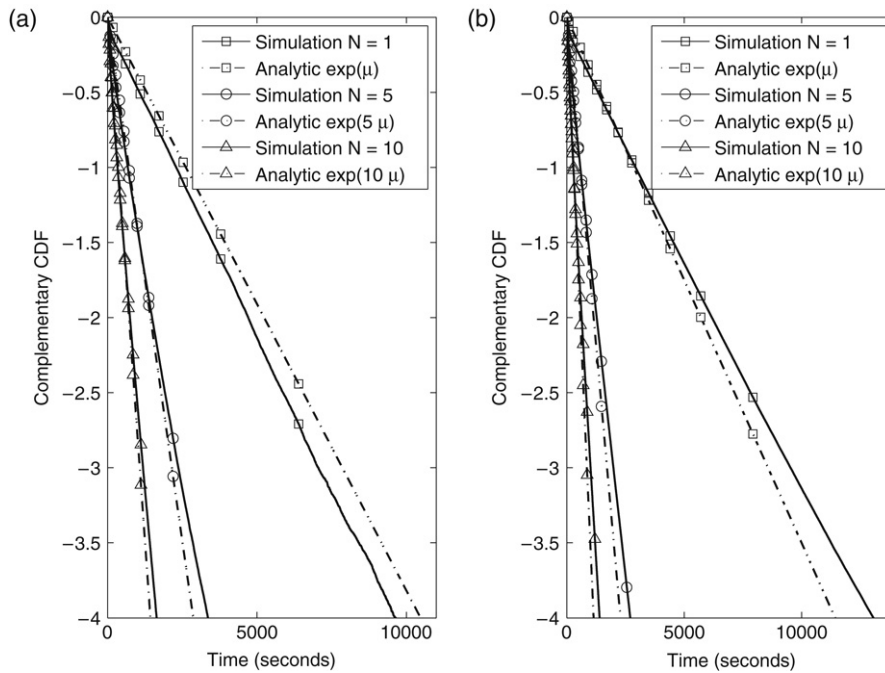 (a)
0
−0.5
−1
−1.5
−2
−2.5
−3
−3.5
−4
Complementary CDF
Simulation N = 1
Analytic exp(μ)
Simulation N = 5
Analytic exp(5 μ)
Simulation N = 10
Analytic exp(10 μ)
0
5000
10000
Time (seconds)
(b)
0
−0.5
−1
−1.5
−2
−2.5
−3
−3.5
−4
Complementary CDF
Simulation N = 1
Analytic exp(μ)
Simulation N = 5
Analytic exp(5 μ)
Simulation N = 10
Analytic exp(10 μ)
0
5000
10000
Time (seconds)